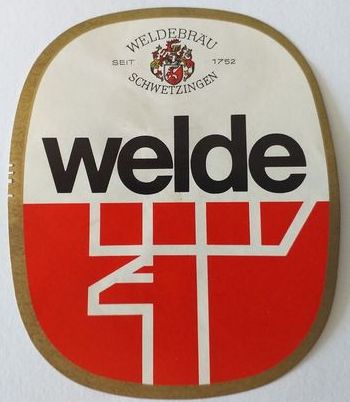 WELDEBRÄU
SEIT 1752
SCHWETZINGEN
welde